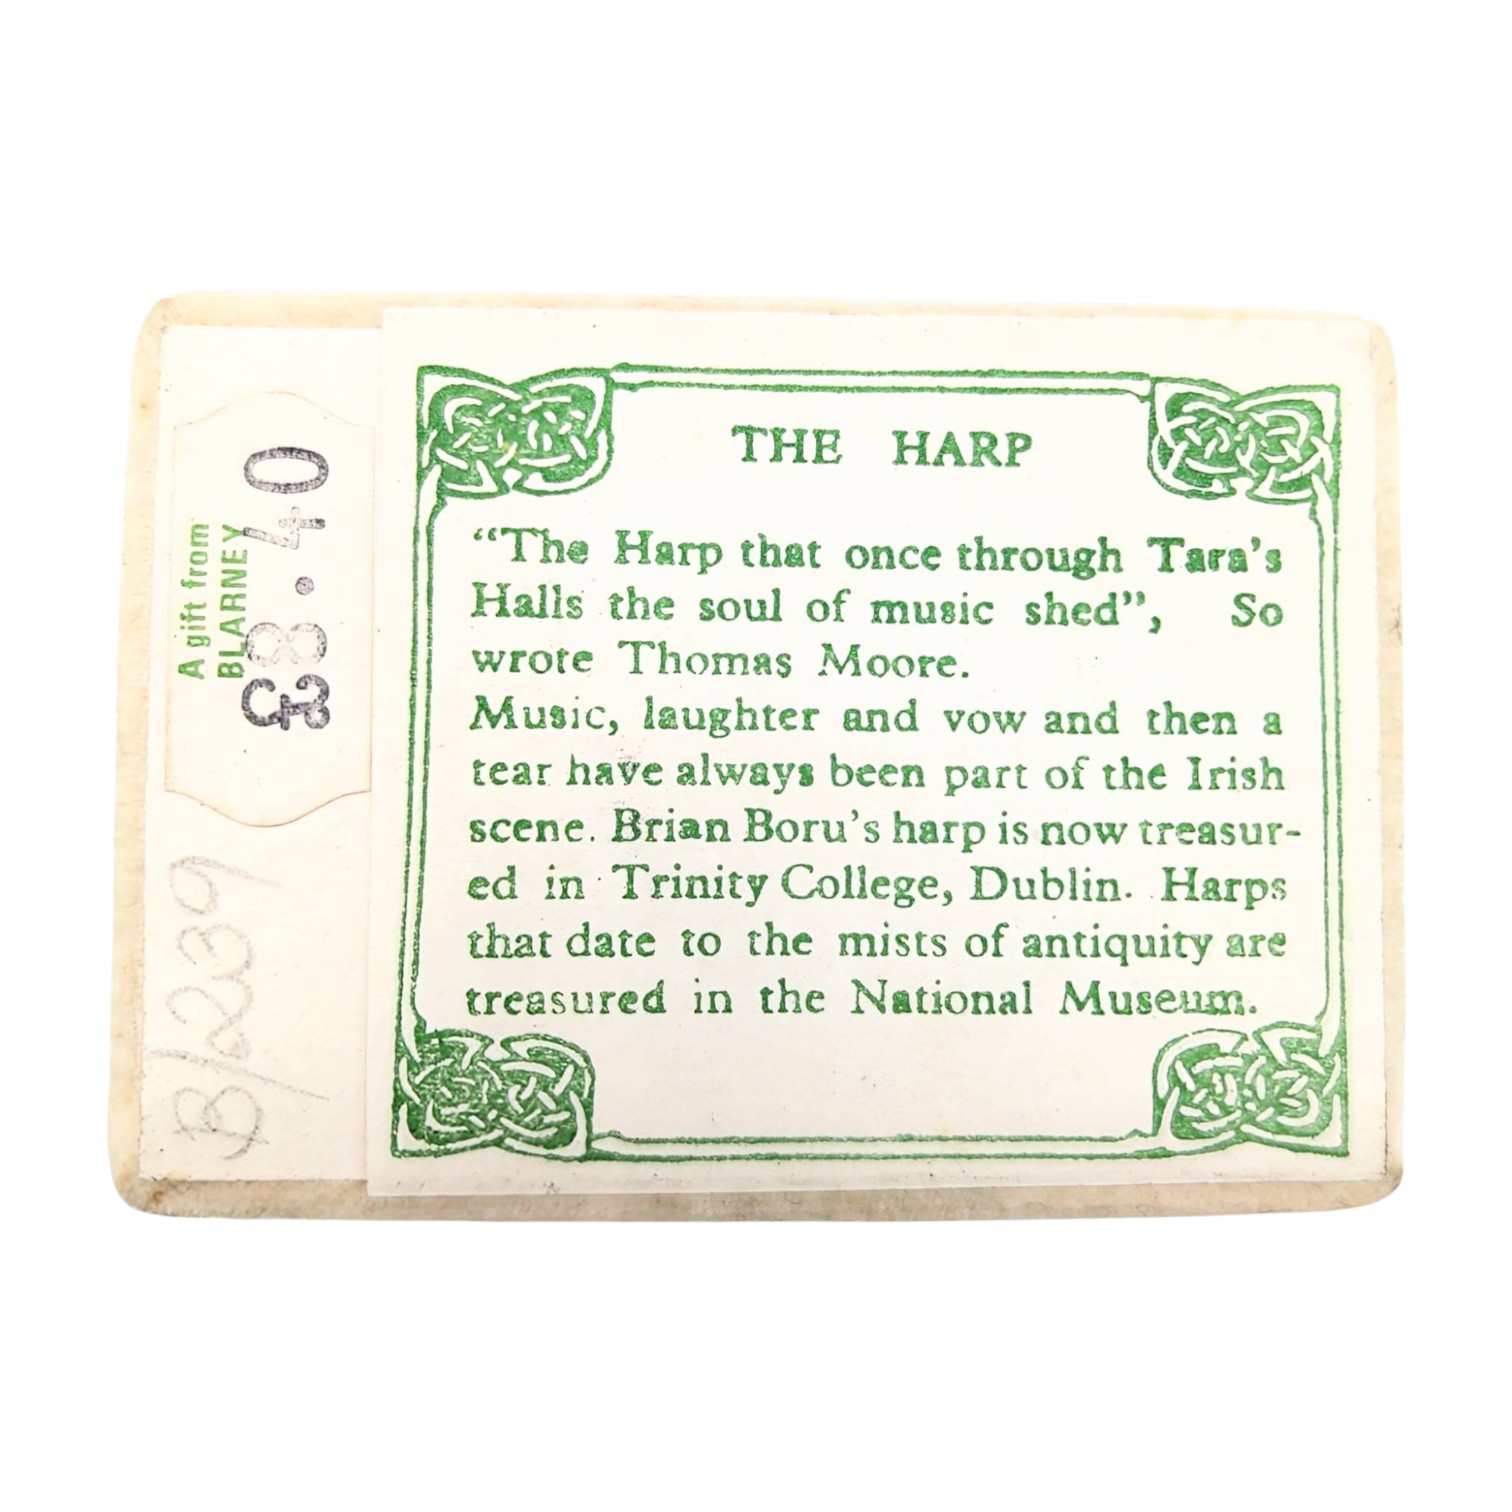 THE HARP
“The Harp that once through Tara’s
Halls the soul of music shed”, So
wrote Thomas Moore.
Music, laughter and vow and then a
tear have always been part of the Irish
scene. Brian Boru’s harp is now treasur-
ed in Trinity College, Dublin. Harps
that date to the mists of antiquity are
treasured in the National Museum.
A gift from
BLARNEY
£8.40
B/239